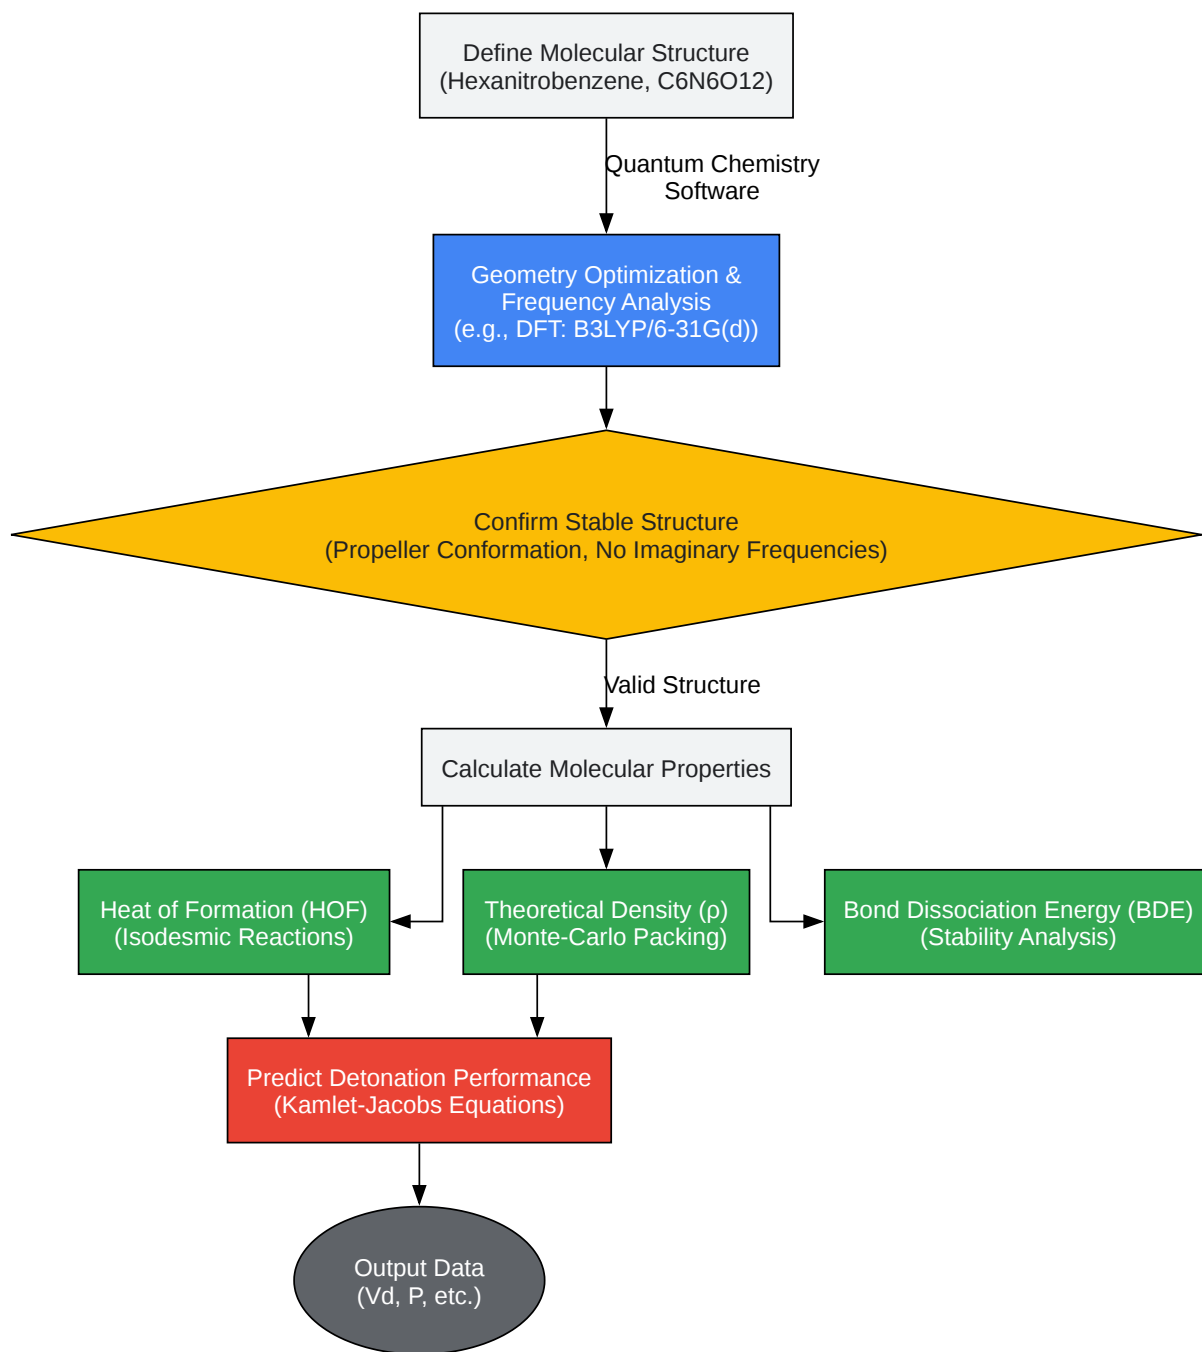 Define Molecular Structure
(Hexanitrobenzene, C6N6O12)
Quantum Chemistry
Software
Geometry Optimization &
Frequency Analysis
(e.g., DFT: B3LYP/6-31G(d))
Confirm Stable Structure
(Propeller Conformation, No Imaginary Frequencies)
Valid Structure
Calculate Molecular Properties
Heat of Formation (HOF)
(Isodesmic Reactions)
Theoretical Density (ρ)
(Monte-Carlo Packing)
Bond Dissociation Energy (BDE)
(Stability Analysis)
Predict Detonation Performance
(Kamlet-Jacobs Equations)
Output Data
(Vd, P, etc.)